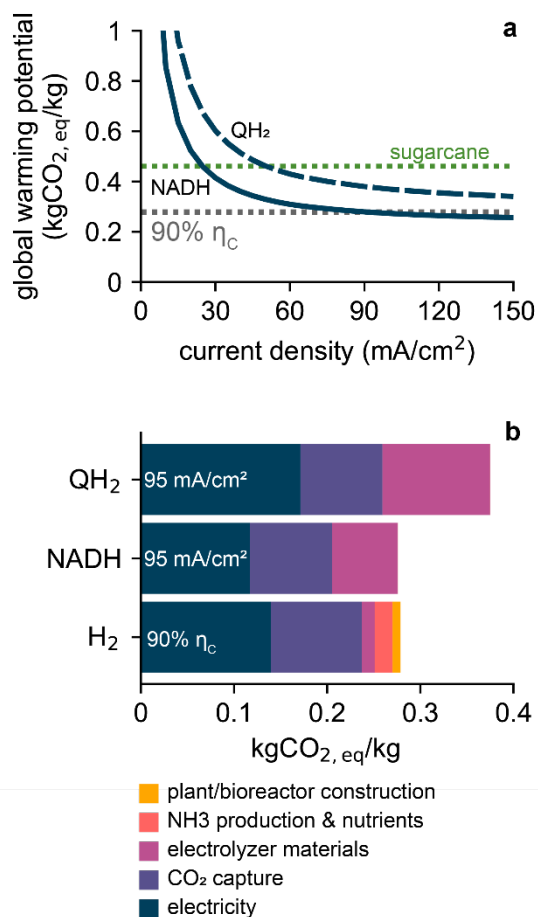 a
global warming potential
(kgCO₂, eq/kg)
1
0.8
0.6
0.4
0.2
0
QH₂
sugarcane
NADH
90% ηC
0 30 60 90 120 150
current density (mA/cm²)
b
QH₂
95 mA/cm²
NADH
95 mA/cm²
H₂
90% ηC
0 0.1 0.2 0.3 0.4
kgCO₂, eq/kg
plant/bioreactor construction
NH3 production & nutrients
electrolyzer materials
CO₂ capture
electricity